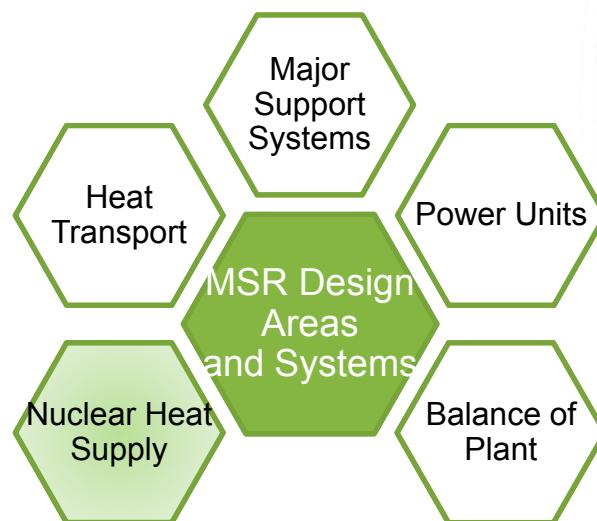 Major
Support
Systems
Heat
Transport
Power Units
MSR Design
Areas
and Systems
Nuclear Heat
Supply
Balance of
Plant